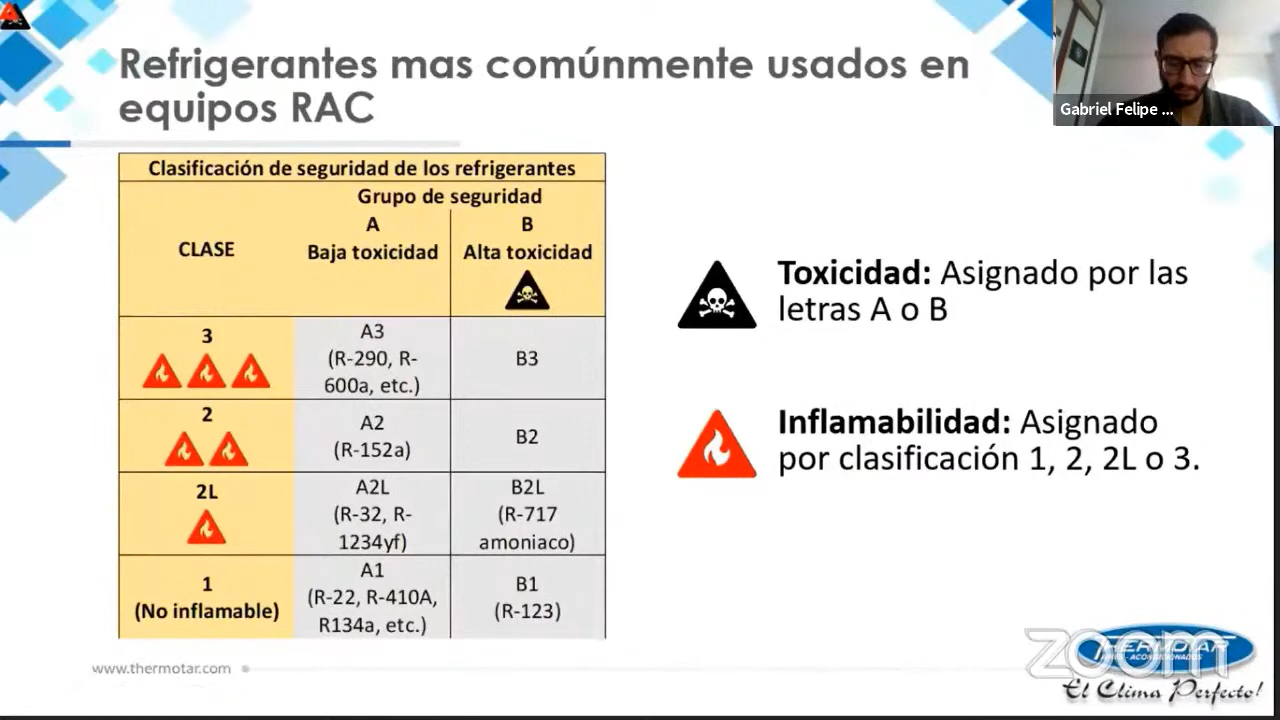 Refrigerantes mas comúnmente usados en
equipos RAC
Gabriel Felipe ...
Clasificación de seguridad de los refrigerantes
CLASE
Grupo de seguridad
A
Baja toxicidad
B
Alta toxicidad
3
A3
(R-290, R-
600a, etc.)
B3
2
A2
(R-152a)
B2
2L
A2L
(R-32, R-
1234yf)
B2L
(R-717
amoniaco)
1
(No inflamable)
A1
(R-22, R-410A,
R134a, etc.)
B1
(R-123)
Toxicidad: Asignado por las
letras A o B
Inflamabilidad: Asignado
por clasificación 1, 2, 2L o 3.
www.thermotar.com
zoom
THERMOTAR
AIRES - ACONDICIONADOS
El Clima Perfecto!